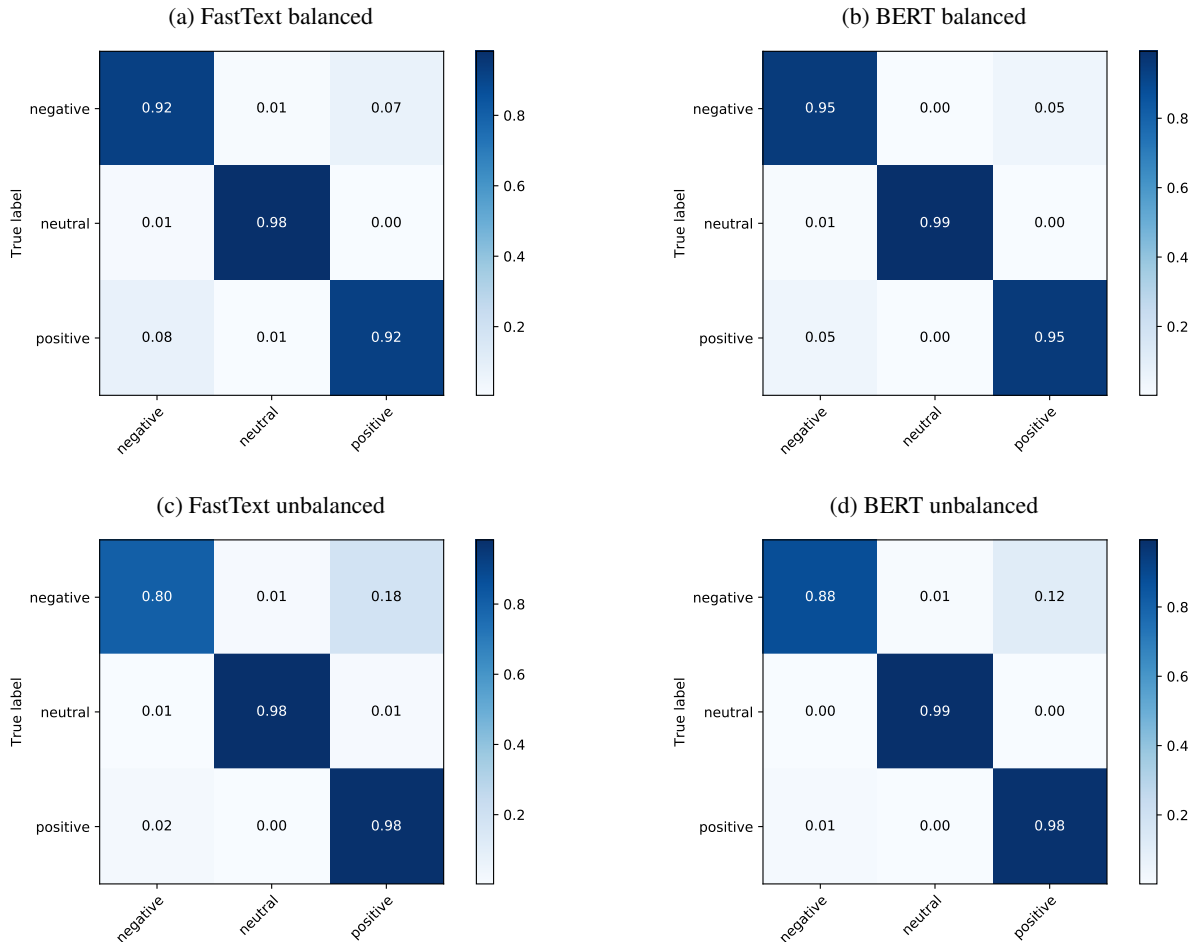 (a) FastText balanced
(b) BERT balanced
True label
negative
neutral
positive
0.92 0.01 0.07
0.01 0.98 0.00
0.08 0.01 0.92
negative neutral positive
0.8
0.6
0.4
0.2
True label
negative
neutral
positive
0.95 0.00 0.05
0.01 0.99 0.00
0.05 0.00 0.95
negative neutral positive
0.8
0.6
0.4
0.2
(c) FastText unbalanced
(d) BERT unbalanced
True label
negative
neutral
positive
0.80 0.01 0.18
0.01 0.98 0.01
0.02 0.00 0.98
negative neutral positive
0.8
0.6
0.4
0.2
True label
negative
neutral
positive
0.88 0.01 0.12
0.00 0.99 0.00
0.01 0.00 0.98
negative neutral positive
0.8
0.6
0.4
0.2